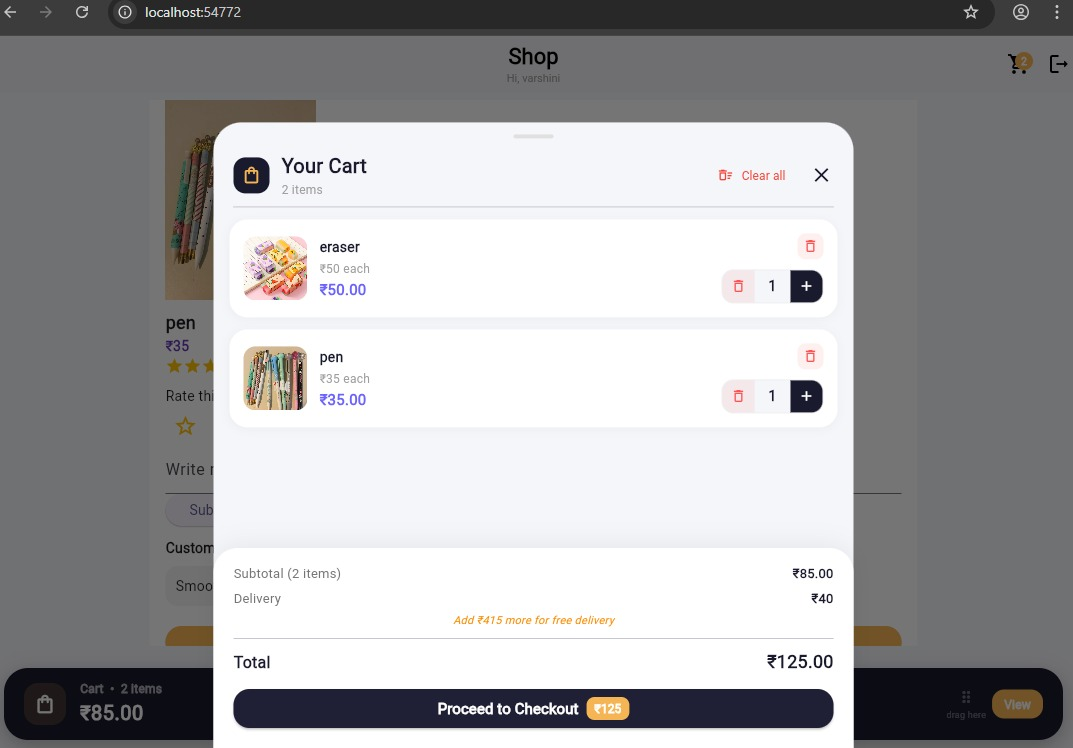 localhost:54772
Shop
Hi, varshini
2
Your Cart
2 items
Clear all
eraser
₹50 each
₹50.00
1
pen
₹35 each
₹35.00
1
pen
₹35
Rate thi
Write r
Sub
Custom
Smoo
Subtotal (2 items)
₹85.00
Delivery
₹40
Add ₹415 more for free delivery
Total
₹125.00
Proceed to Checkout
₹125
Cart • 2 items
₹85.00
drag here
View